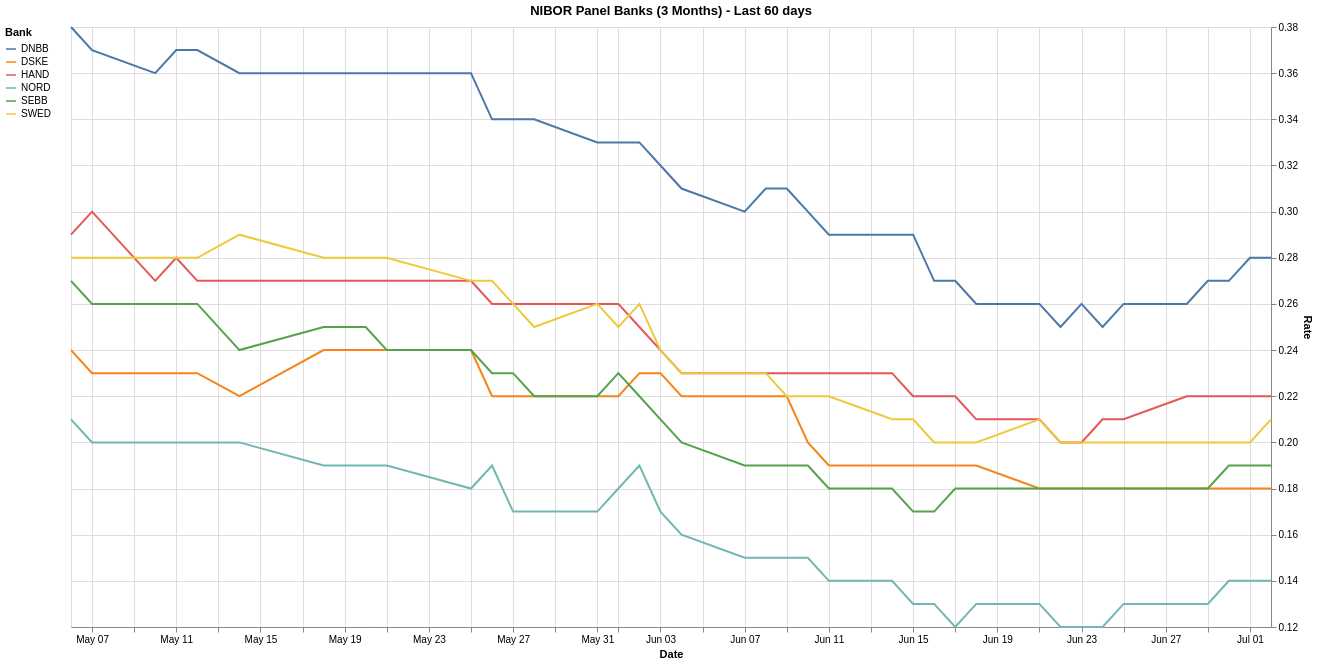 NIBOR Panel Banks (3 Months) - Last 60 days
Bank
DNBB
DSKE
HAND
NORD
SEBB
SWED
0.38
0.36
0.34
0.32
0.30
0.28
0.26
0.24
0.22
0.20
0.18
0.16
0.14
0.12
Rate
May 07 May 11 May 15 May 19 May 23 May 27 May 31 Jun 03 Jun 07 Jun 11 Jun 15 Jun 19 Jun 23 Jun 27 Jul 01
Date